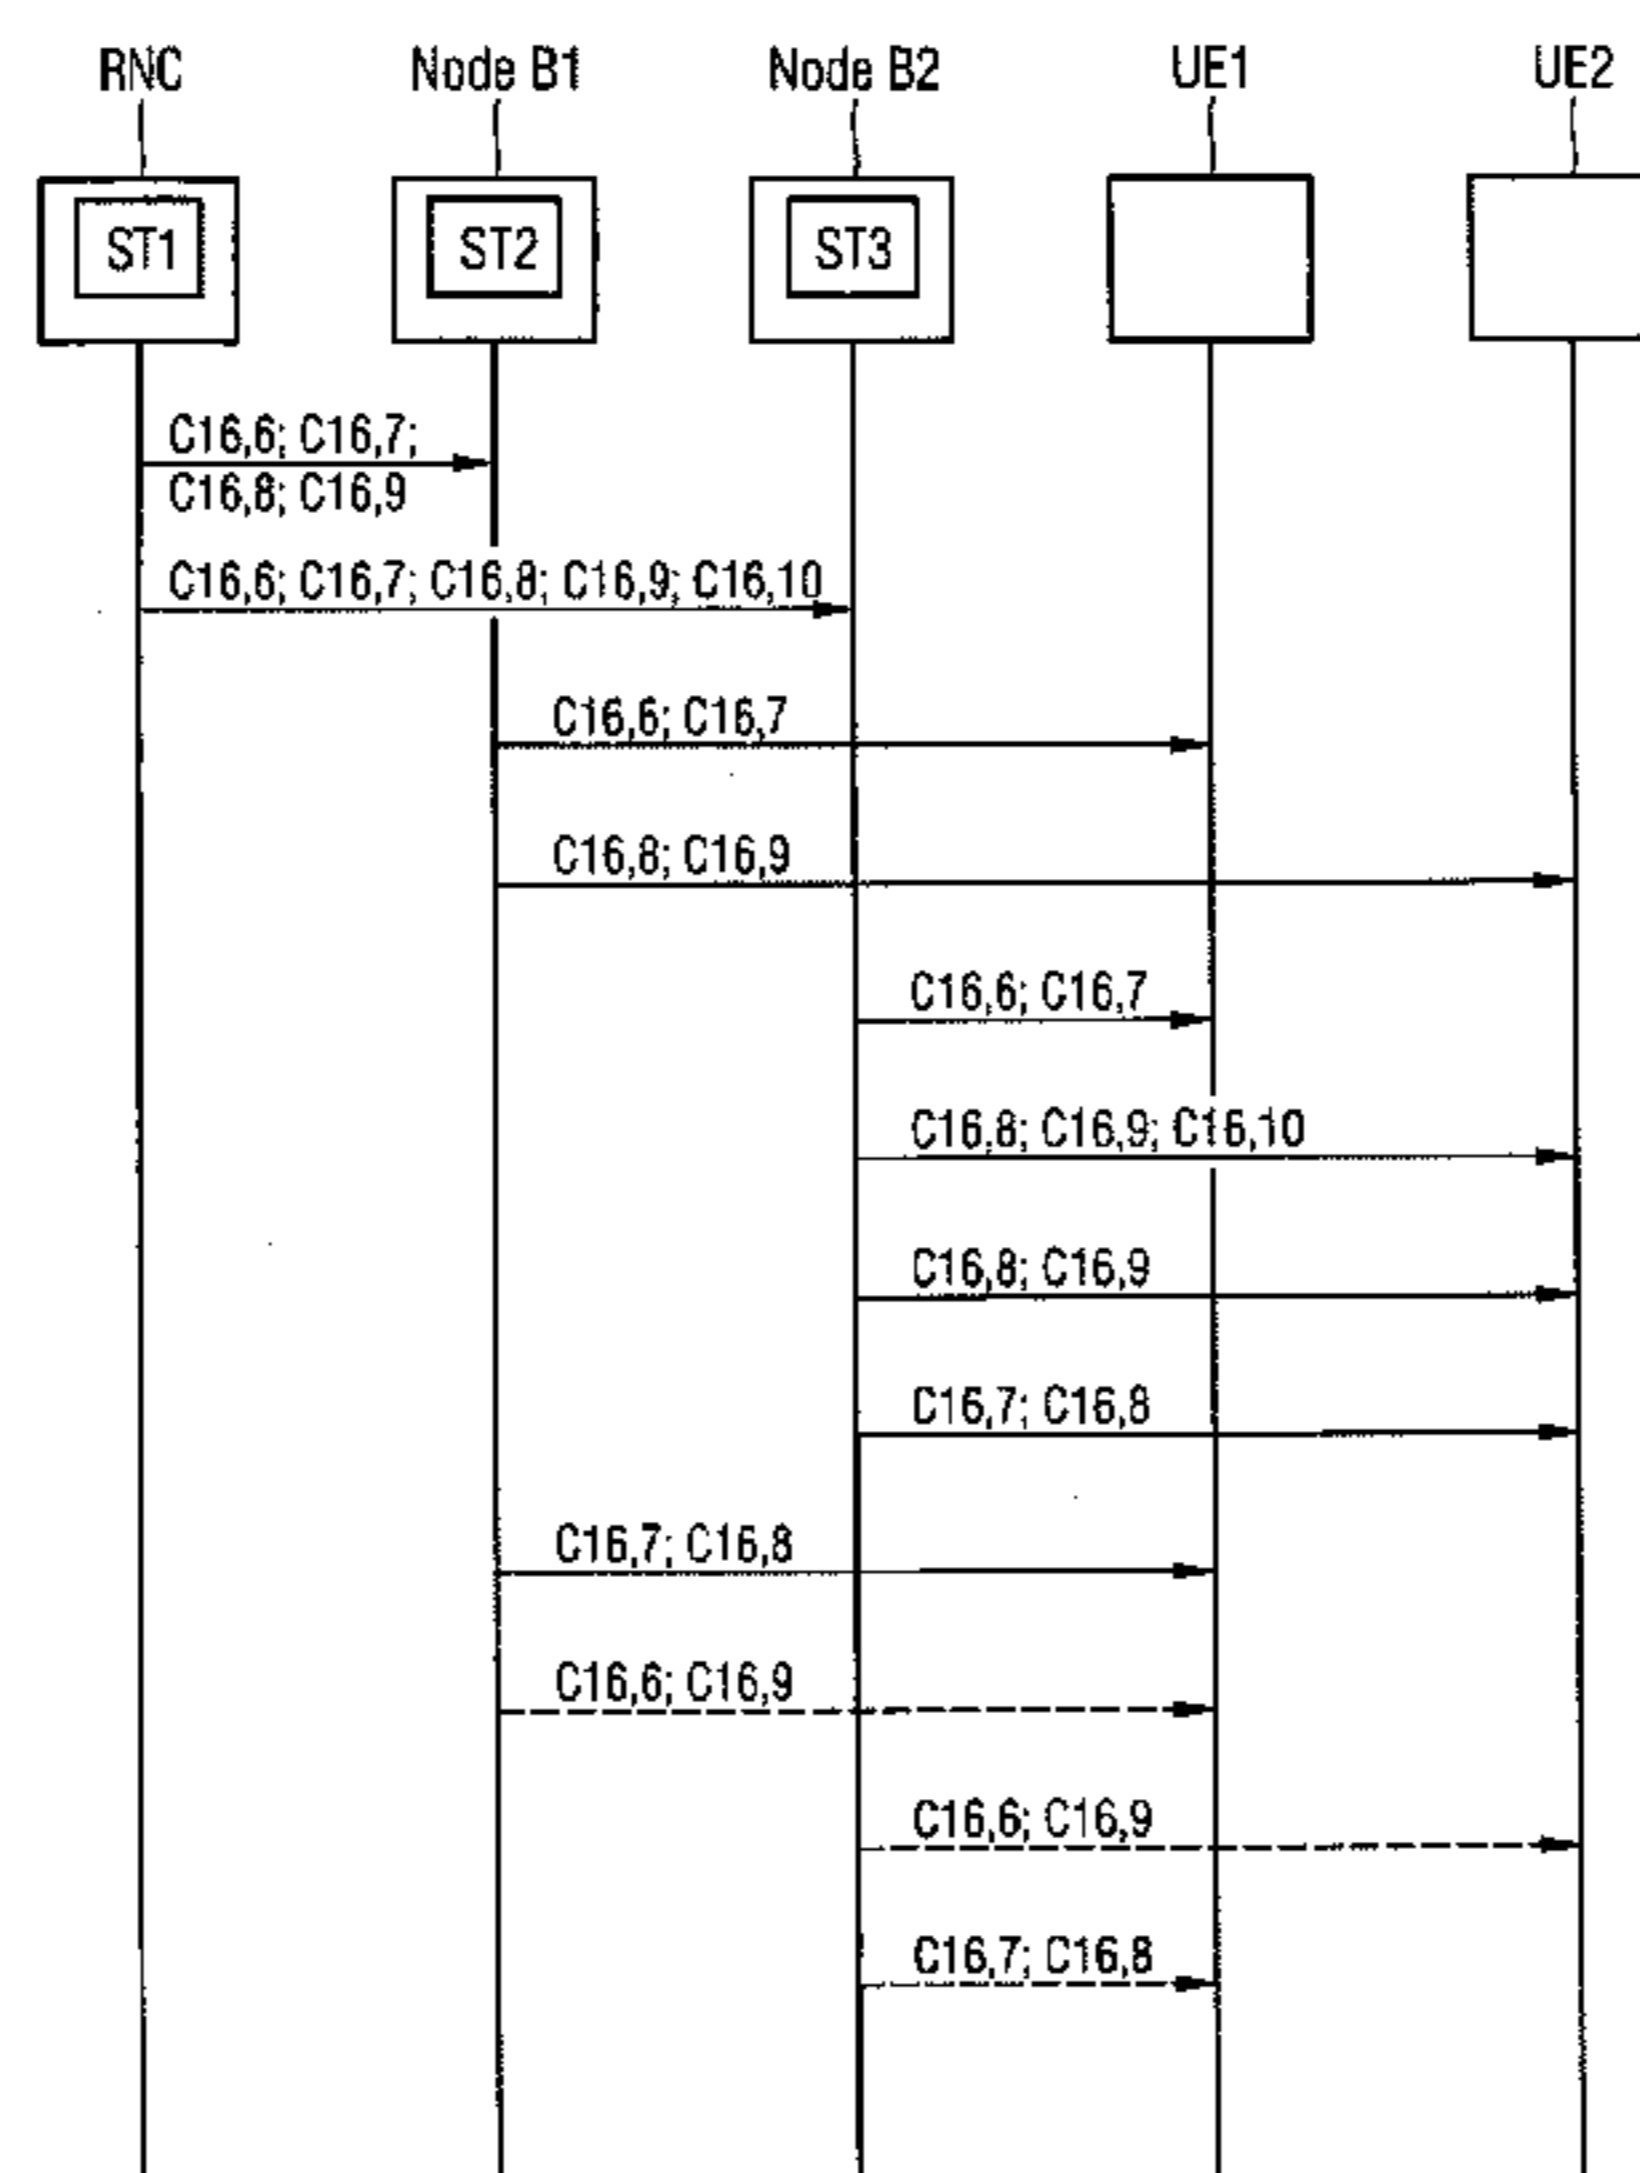 RNC Node B1 Node B2 UE1 UE2
ST1 ST2 ST3
C16,6; C16,7;
C16,8; C16,9
C16,6; C16,7; C16,8; C16,9; C16,10
C16,6; C16,7
C16,8; C16,9
C16,6; C16,7
C16,8; C16,9; C16,10
C16,8; C16,9
C16,7; C16,8
C16,7; C16,8
C16,6; C16,9
C16,6; C16,9
C16,7; C16,8